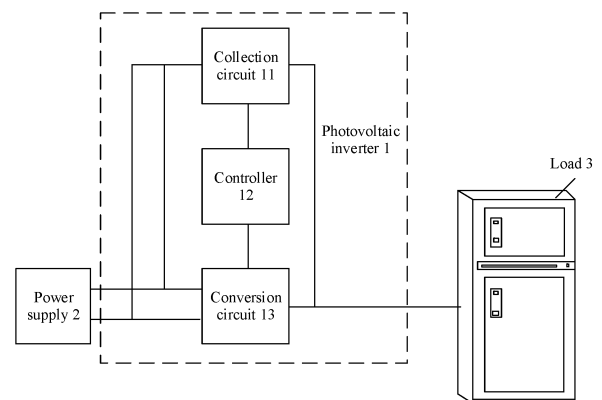 Collection
circuit 11
Photovoltaic
inverter 1
Controller
12
Load 3
Power
supply 2
Conversion
circuit 13